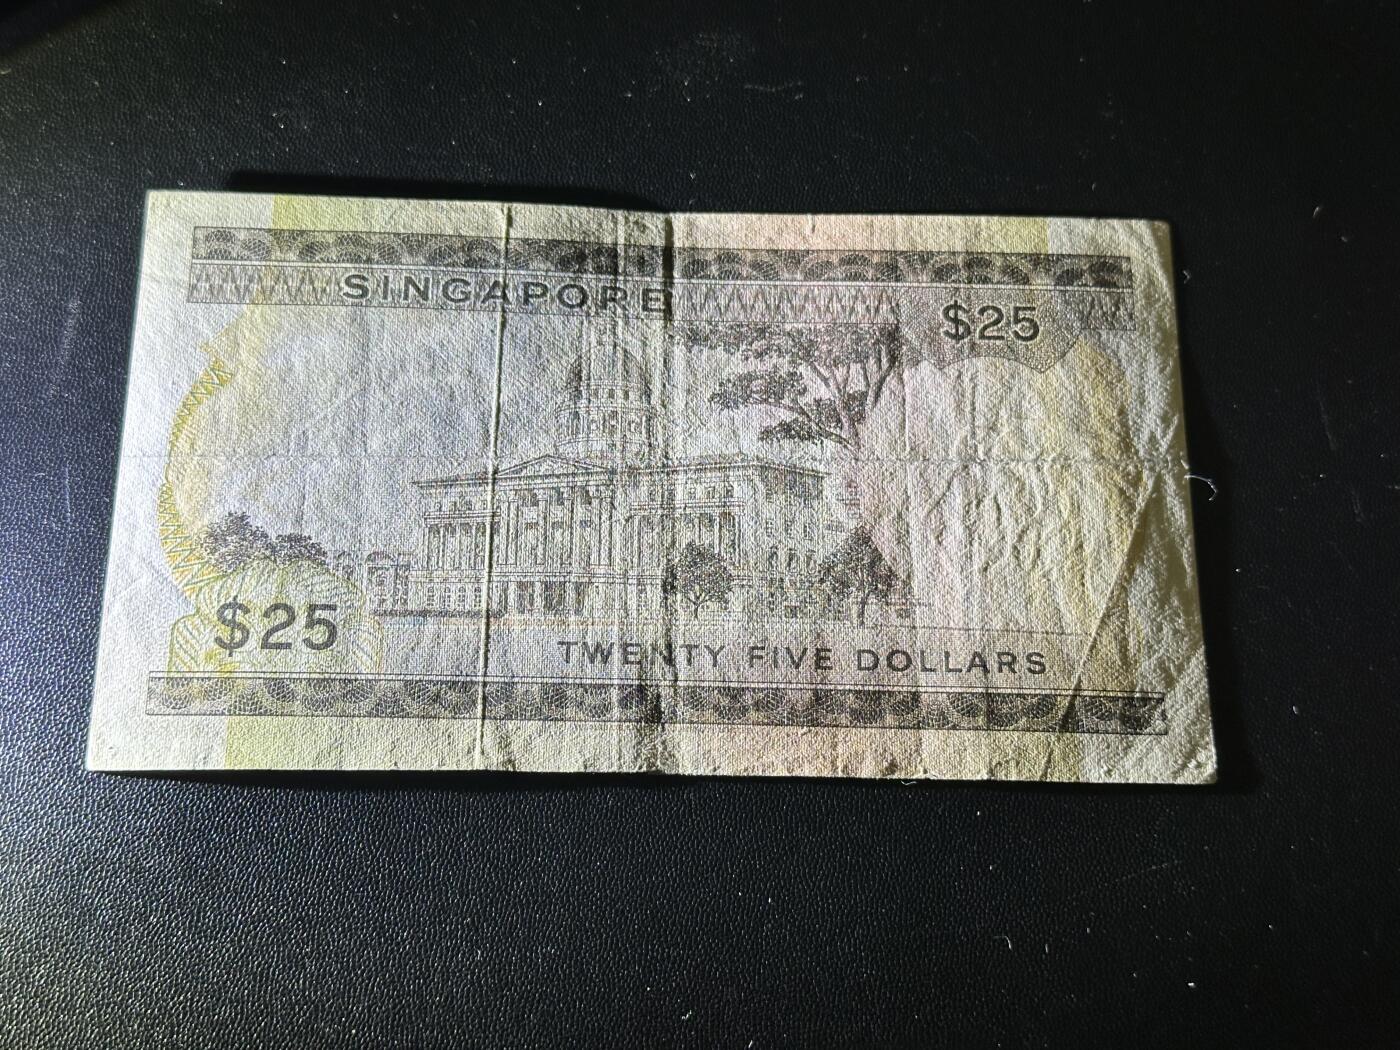 SINGAPORE
$25
$25
TWENTY FIVE DOLLARS